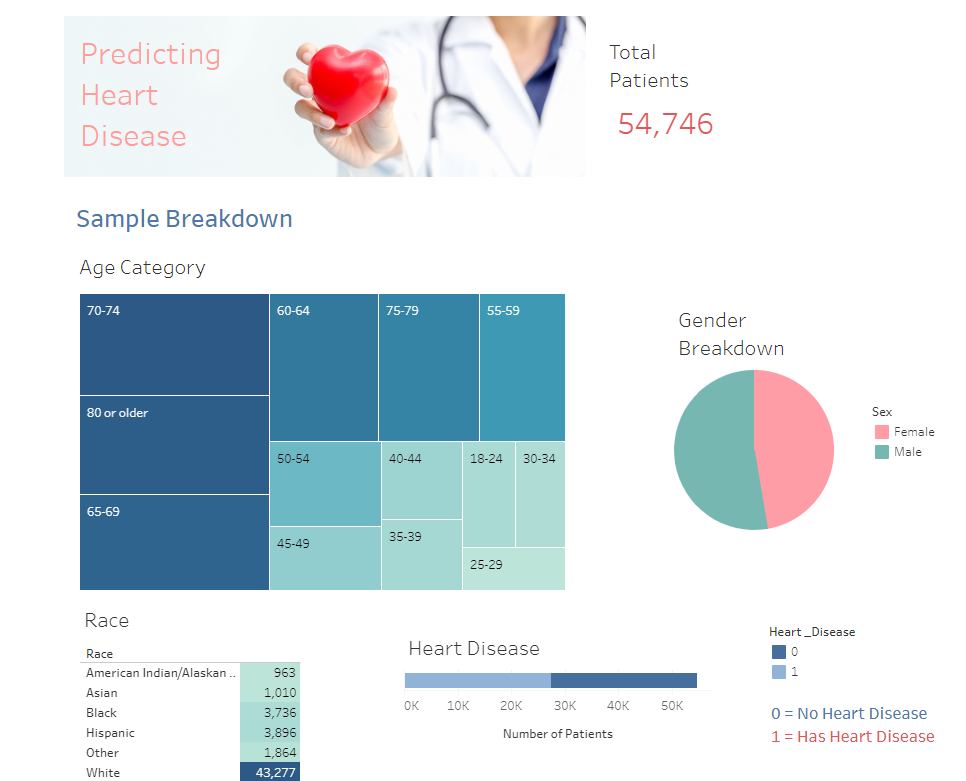 Predicting
Heart
Disease
Total
Patients
54,746
Sample Breakdown
Age Category
70-74
60-64
75-79
55-59
80 or older
65-69
50-54
40-44
18-24
30-34
45-49
35-39
25-29
Gender
Breakdown
Sex
Female
Male
Race
Race
American Indian/Alaskan .. 963
Asian 1,010
Black 3,736
Hispanic 3,896
Other 1,864
White 43,277
Heart Disease
0K 10K 20K 30K 40K 50K
Number of Patients
Heart _Disease
0
1
0 = No Heart Disease
1 = Has Heart Disease